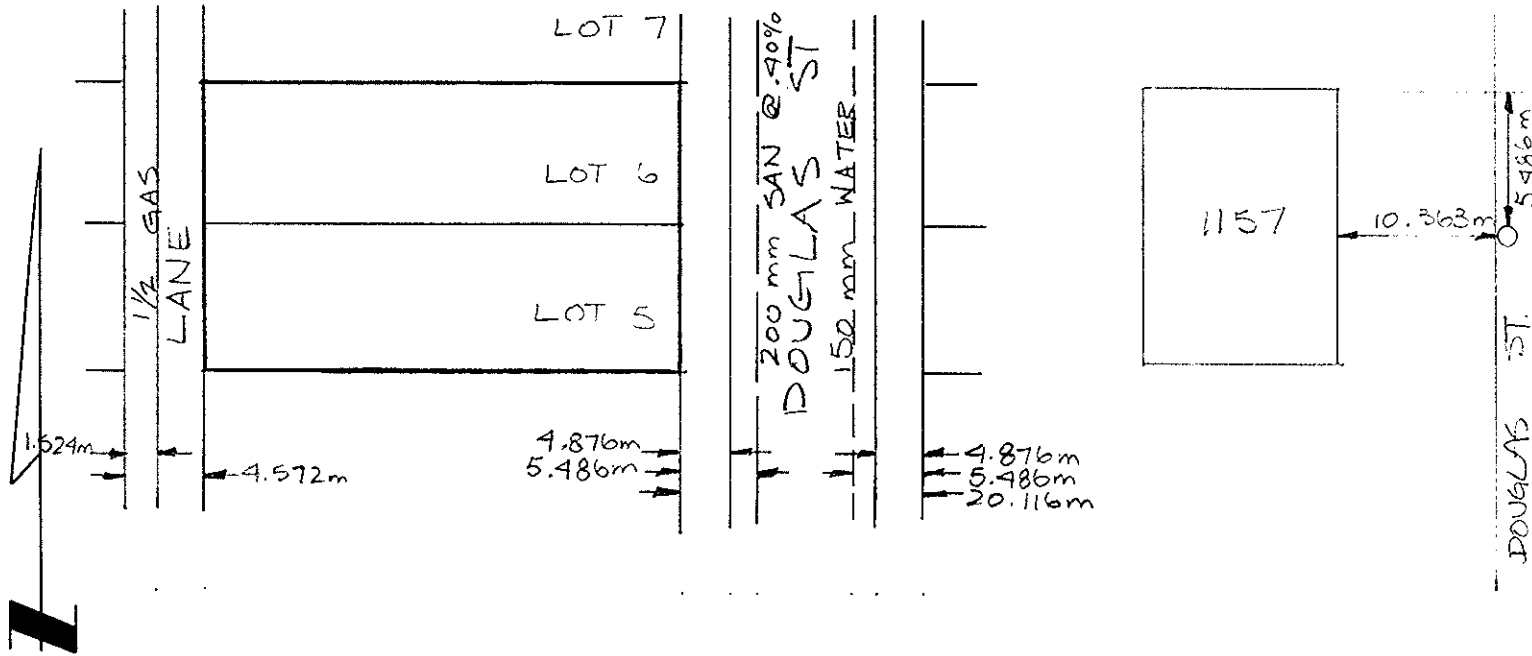 LOT 7
LOT 6
LOT 5
1 1/2 GAS
LANE
200 mm SAN @ .40%
DOUGLAS ST
150 mm WATER
1.524m
4.572m
4.876m
5.486m
4.876m
5.486m
20.116m
1157
10.363m
5.486m
DOUGLAS ST.
N